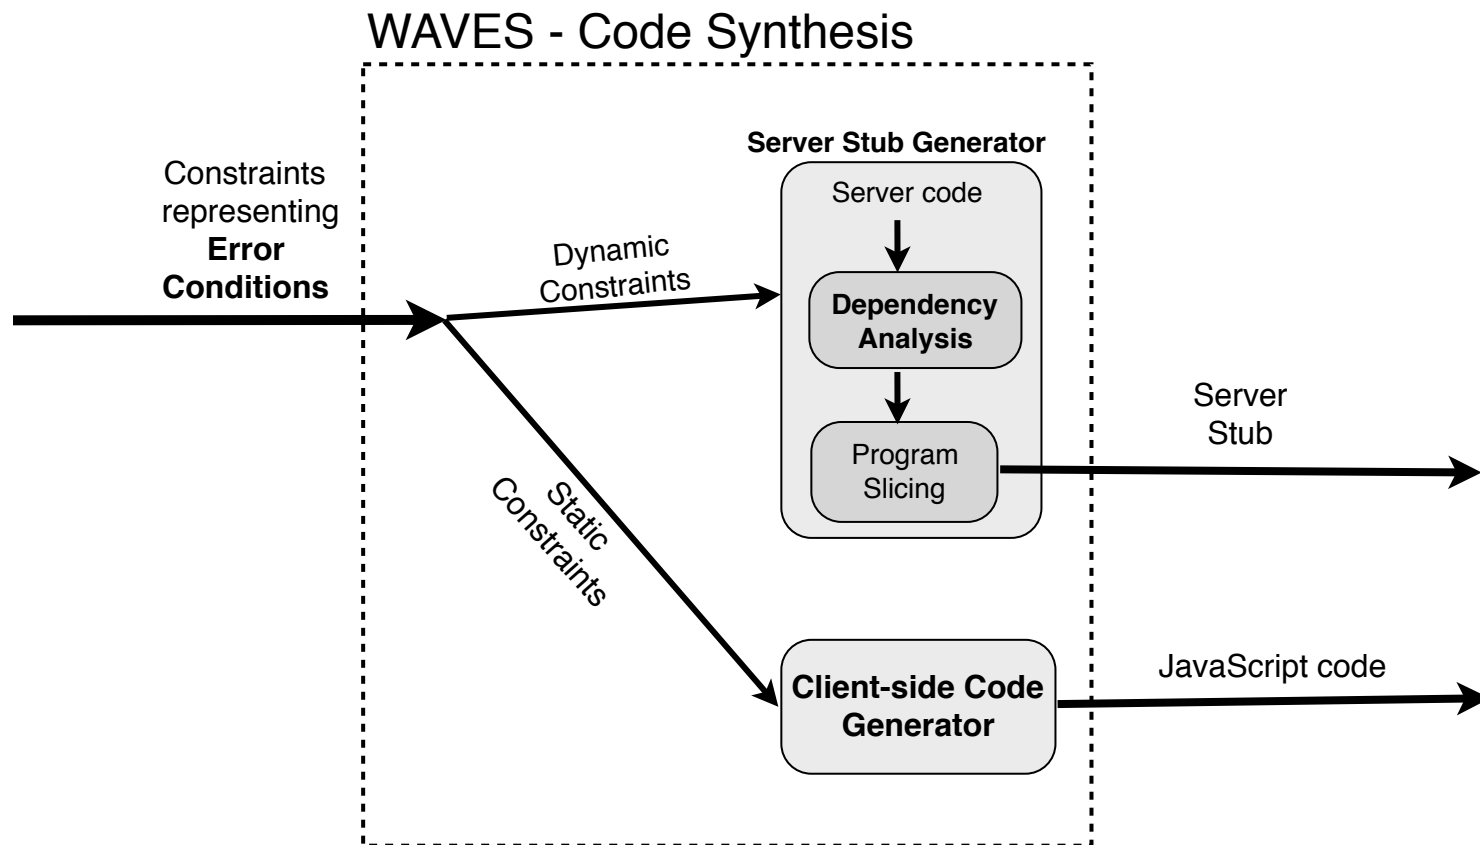 WAVES - Code Synthesis
Constraints
representing
Error
Conditions
Dynamic
Constraints
Static
Constraints
Server Stub Generator
Server code
Dependency
Analysis
Program
Slicing
Server
Stub
Client-side Code
Generator
JavaScript code